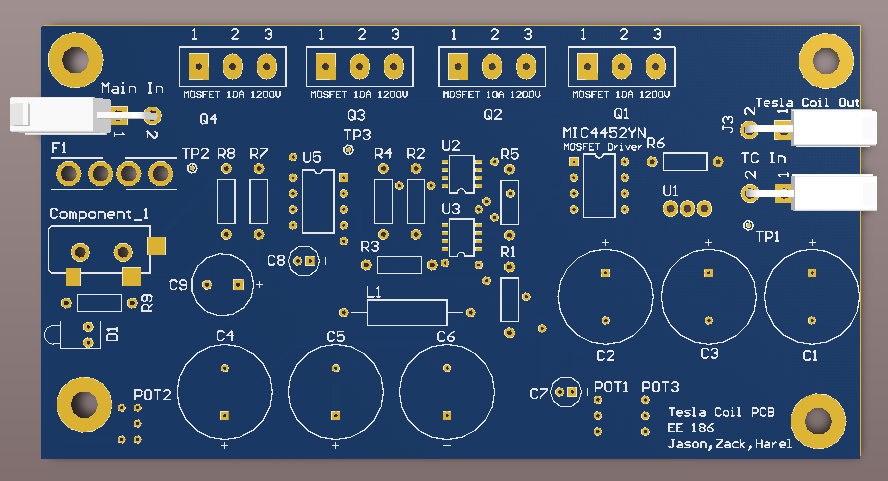 1 2 3
1 2 3
1 2 3
1 2 3
MOSFET 10A 1200V
MOSFET 10A 1200V
MOSFET 10A 1200V
MOSFET 10A 1200V
Q4
Q3
Q2
Q1
Main In
1 2
Tesla Coil Out
J3
2 1
TP3
MIC4452YN
MOSFET Driver
R6
F1
TP2
R8
R7
U5
R4
R2
U2
R5
TC In
2 1
U1
Component_1
U3
TP1
R3
R1
C8
C9
+
L1
R9
D1
+
+
+
C2
C3
C1
C4
C5
C6
+
+
-
C7
POT2
POT1
POT3
Tesla Coil PCB
EE 186
Jason,Zack,Harel